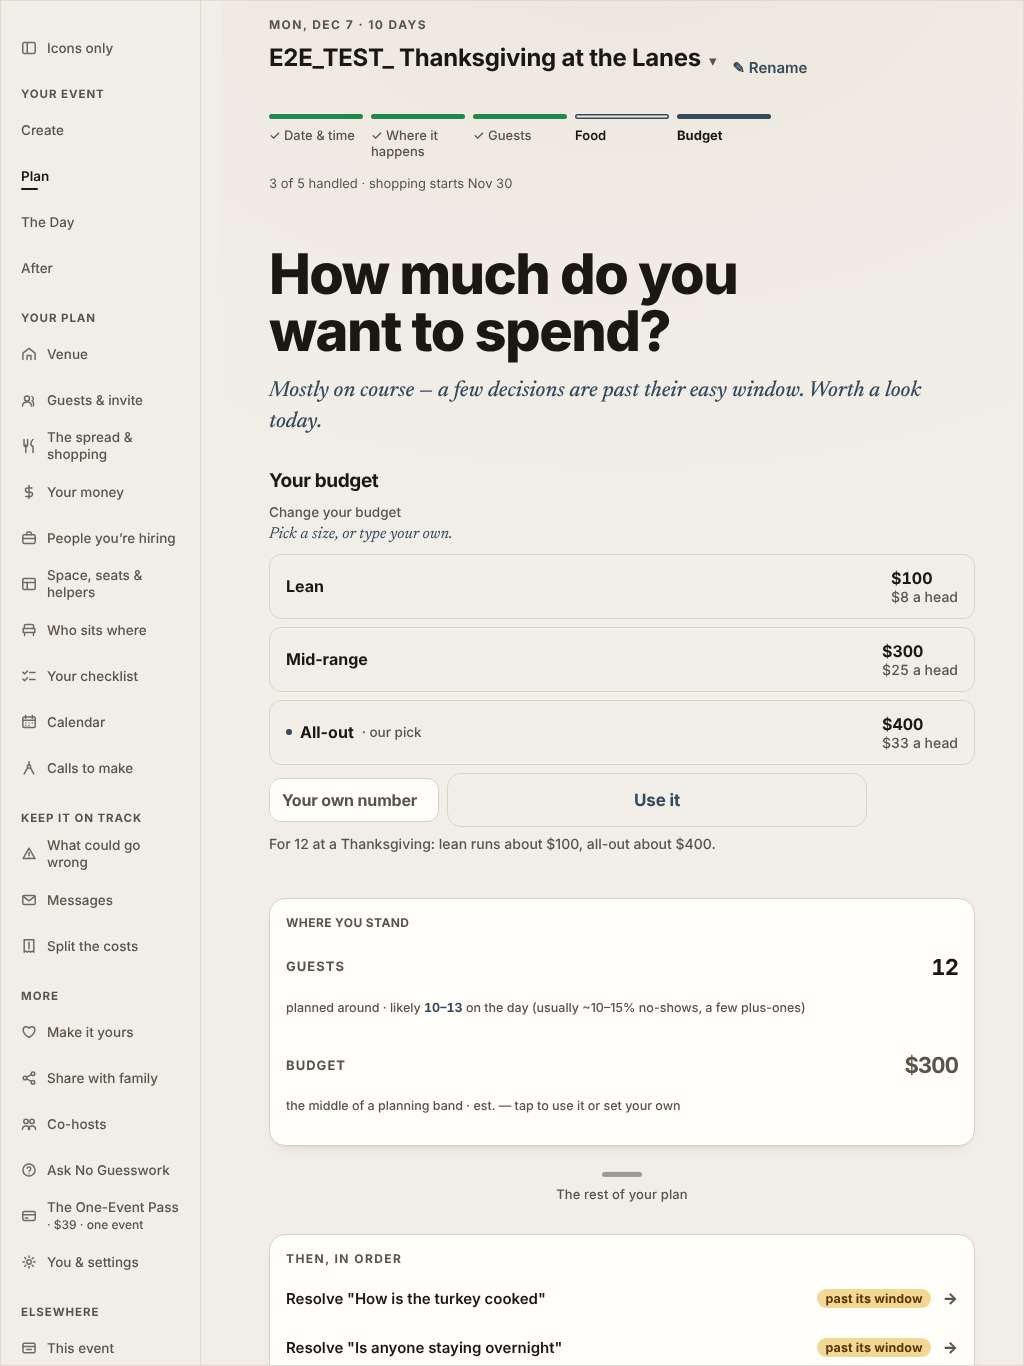 Icons only
YOUR EVENT
Create
Plan
The Day
After
YOUR PLAN
Venue
Guests & invite
The spread &
shopping
Your money
People you’re hiring
Space, seats &
helpers
Who sits where
Your checklist
Calendar
Calls to make
KEEP IT ON TRACK
What could go
wrong
Messages
Split the costs
MORE
Make it yours
Share with family
Co-hosts
Ask No Guesswork
The One-Event Pass
· $39 · one event
You & settings
ELSEWHERE
This event
MON, DEC 7 · 10 DAYS
E2E_TEST_ Thanksgiving at the Lanes ▾
✎ Rename
✓ Date & time
✓ Where it
happens
✓ Guests
Food
Budget
3 of 5 handled · shopping starts Nov 30
How much do you
want to spend?
Mostly on course — a few decisions are past their easy window. Worth a look
today.
Your budget
Change your budget
Pick a size, or type your own.
Lean
$100
$8 a head
Mid-range
$300
$25 a head
All-out · our pick
$400
$33 a head
Your own number
Use it
For 12 at a Thanksgiving: lean runs about $100, all-out about $400.
WHERE YOU STAND
GUESTS
12
planned around · likely 10–13 on the day (usually ~10–15% no-shows, a few plus-ones)
BUDGET
$300
the middle of a planning band · est. — tap to use it or set your own
The rest of your plan
THEN, IN ORDER
Resolve "How is the turkey cooked"
past its window →
Resolve "Is anyone staying overnight"
past its window →